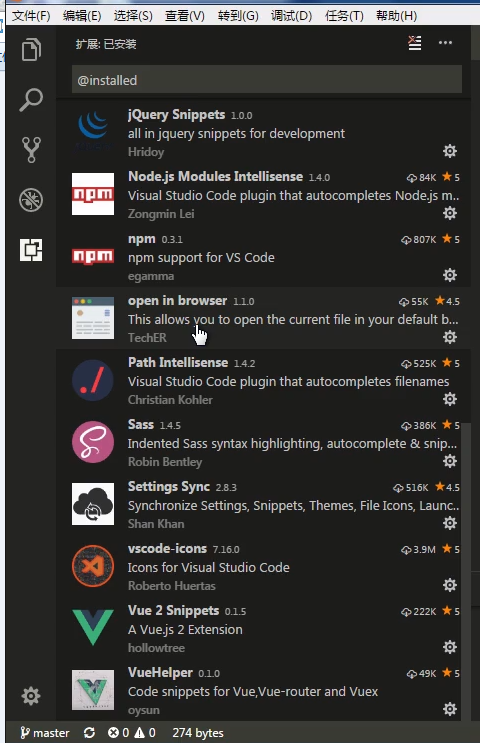 文件(F) 编辑(E) 选择(S) 查看(V) 转到(G) 调试(D) 任务(T) 帮助(H)
扩展: 已安装
@installed
jQuery Snippets 1.0.0
all in jquery snippets for development
Hridoy
Node.js Modules Intellisense 1.4.0 84K 5
Visual Studio Code plugin that autocompletes Node.js m...
Zongmin Lei
npm 0.3.1 807K 5
npm support for VS Code
egamma
open in browser 1.1.0 55K 4.5
This allows you to open the current file in your default b...
TechER
Path Intellisense 1.4.2 525K 5
Visual Studio Code plugin that autocompletes filenames
Christian Kohler
Sass 1.4.5 386K 5
Indented Sass syntax highlighting, autocomplete & snip...
Robin Bentley
Settings Sync 2.8.3 516K 4.5
Synchronize Settings, Snippets, Themes, File Icons, Launc...
Shan Khan
vscode-icons 7.16.0 3.9M 5
Icons for Visual Studio Code
Roberto Huertas
Vue 2 Snippets 0.1.5 222K 5
A Vue.js 2 Extension
hollowtree
VueHelper 0.1.0 49K 5
Code snippets for Vue,Vue-router and Vuex
oysun
master 0 0 274 bytes